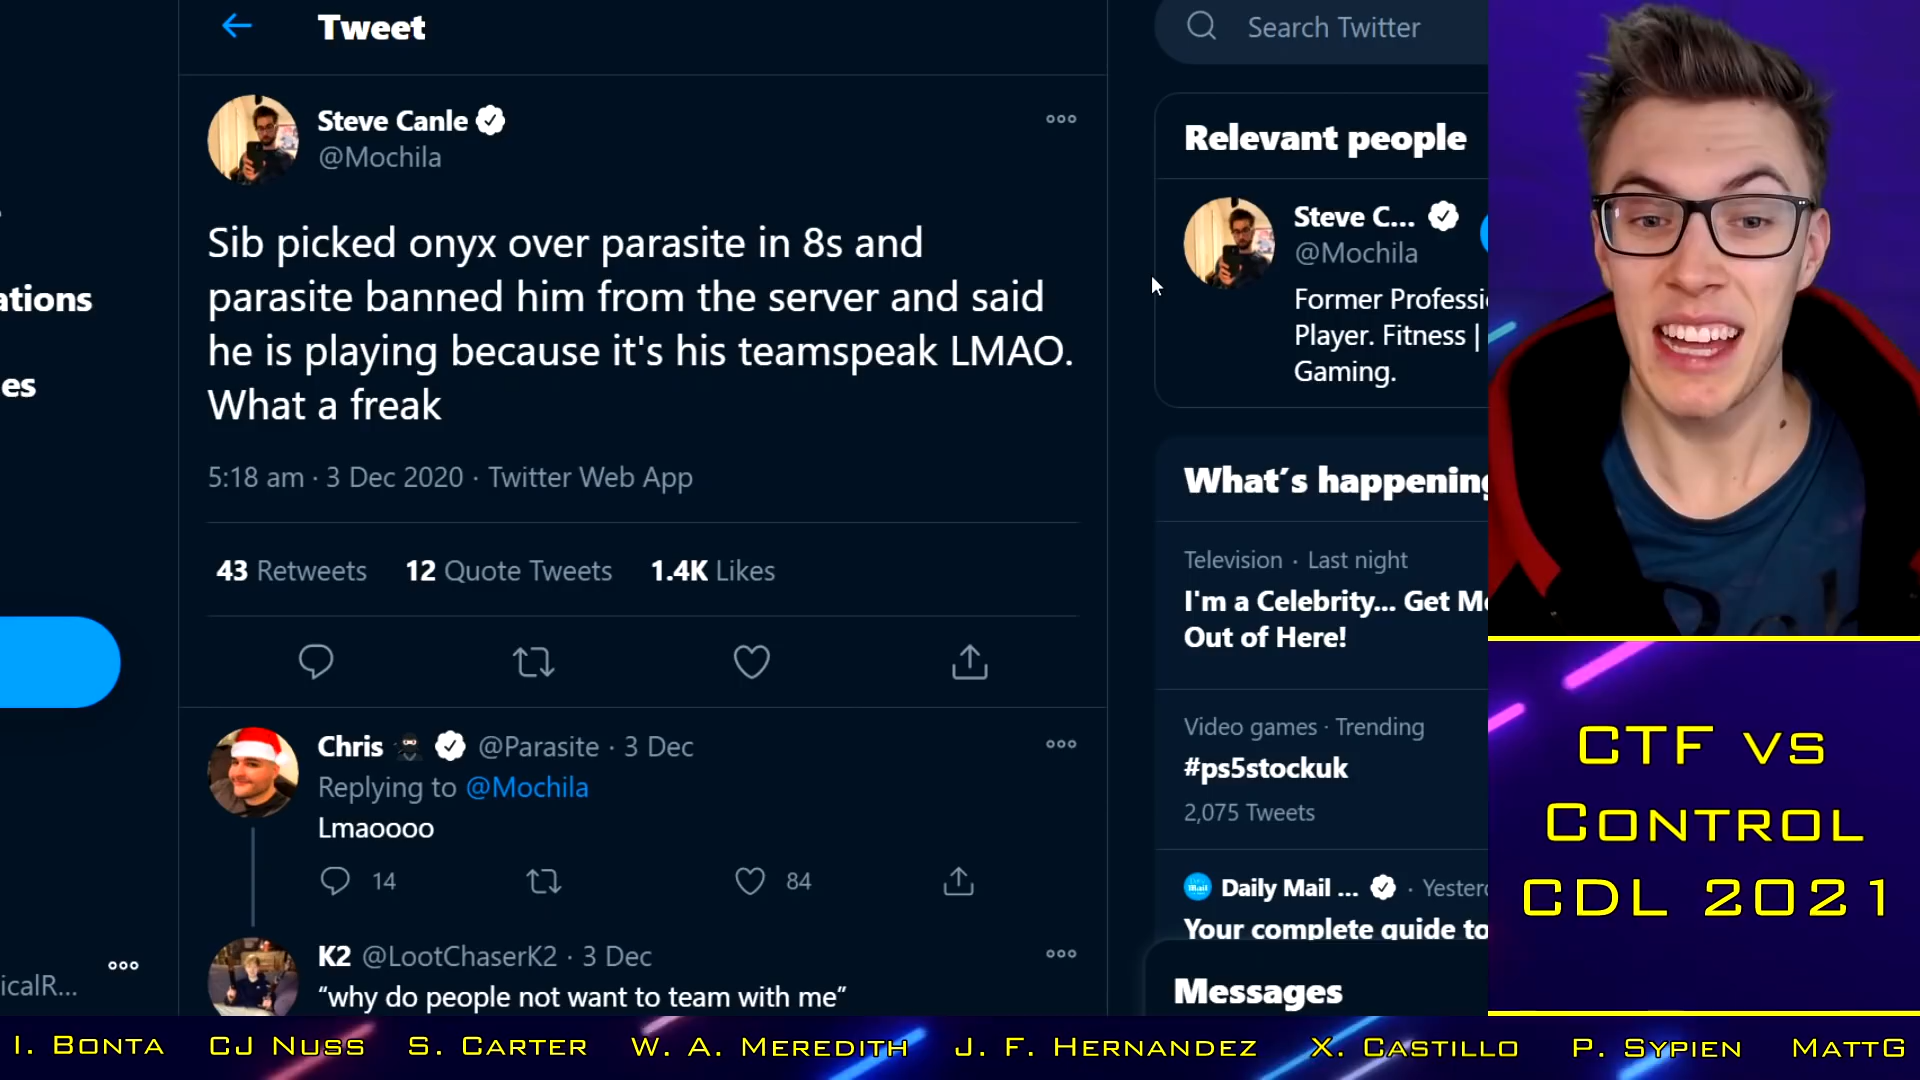 Tweet
Search Twitter
Steve Canle
@Mochila
Sib picked onyx over parasite in 8s and
parasite banned him from the server and said
he is playing because it's his teamspeak LMAO.
What a freak
5:18 am · 3 Dec 2020 · Twitter Web App
43 Retweets 12 Quote Tweets 1.4K Likes
Chris @Parasite · 3 Dec
Replying to @Mochila
Lmaoooo
14 84
K2 @LootChaserK2 · 3 Dec
“why do people not want to team with me”
ations
es
icalR...
Relevant people
Steve C...
@Mochila
Former Professi
Player. Fitness |
Gaming.
What's happening
Television · Last night
I'm a Celebrity... Get Me
Out of Here!
Video games · Trending
#ps5stockuk
2,075 Tweets
Daily Mail ... · Yester
Your complete guide to
Messages
CTF vs
Control
CDL 2021
I. Bonta CJ Nuss S. Carter W. A. Meredith J. F. Hernandez X. Castillo P. Sypien MattG